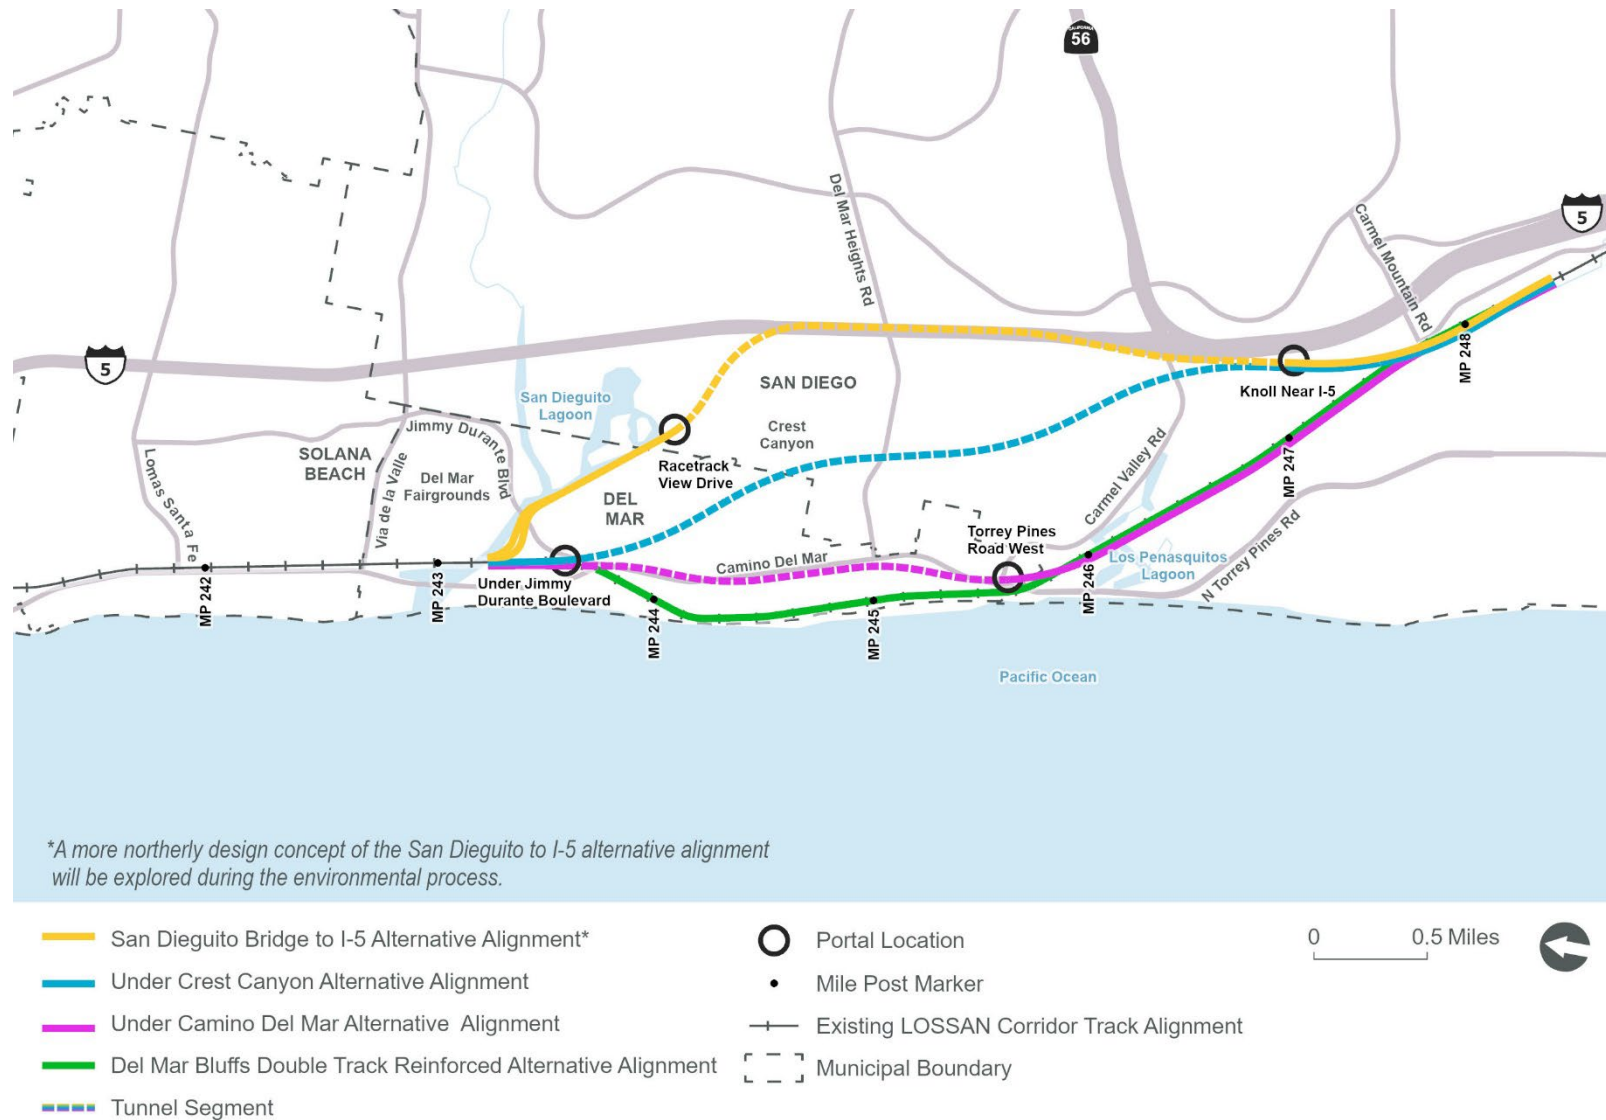 CALIFORNIA
56
5
Del Mar Heights Rd
Carmel Mountain Rd
5
MP 248
SAN DIEGO
Knoll Near I-5
San Dieguito
Lagoon
Crest
Canyon
Jimmy Durante Blvd
SOLANA
BEACH
Del Mar
Fairgrounds
Racetrack
View Drive
Lomas Santa Fe
Via de la Valle
DEL
MAR
Carmel Valley Rd
MP 247
Torrey Pines
Road West
N Torrey Pines Rd
Camino Del Mar
Los Penasquitos
Lagoon
MP 242
MP 243
Under Jimmy
Durante Boulevard
MP 244
MP 245
MP 246
Pacific Ocean
*A more northerly design concept of the San Dieguito to I-5 alternative alignment
will be explored during the environmental process.
San Dieguito Bridge to I-5 Alternative Alignment*
Under Crest Canyon Alternative Alignment
Under Camino Del Mar Alternative Alignment
Del Mar Bluffs Double Track Reinforced Alternative Alignment
Tunnel Segment
Portal Location
Mile Post Marker
Existing LOSSAN Corridor Track Alignment
Municipal Boundary
0 0.5 Miles